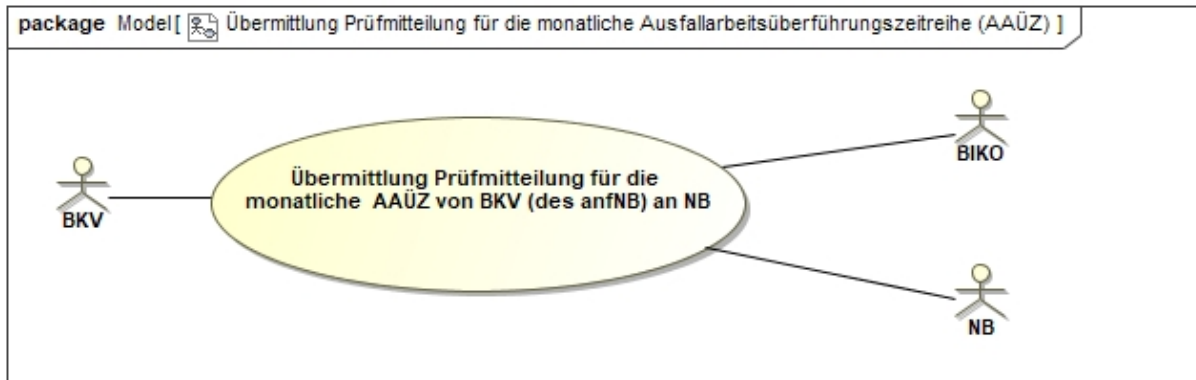 package Model [ Übermittlung Prüfmitteilung für die monatliche Ausfallarbeitsüberführungszeitreihe (AAÜZ) ]
BKV
Übermittlung Prüfmitteilung für die
monatliche AAÜZ von BKV (des anfNB) an NB
BIKO
NB